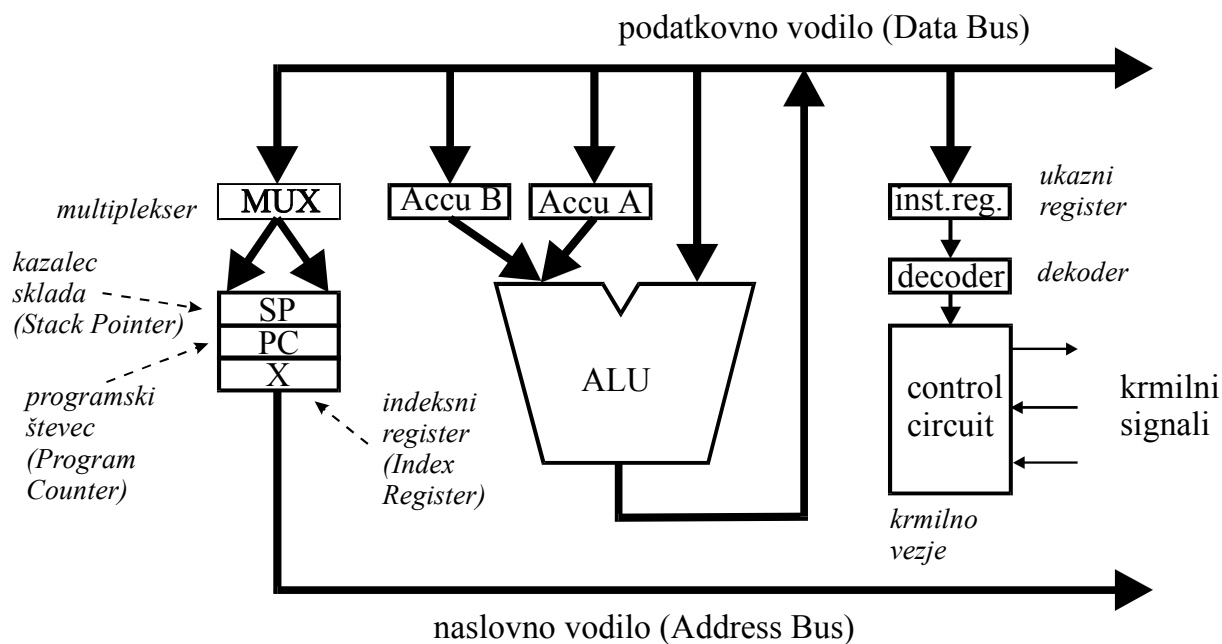 podatkovno vodilo (Data Bus)
multiplekser
MUX
Accu B
Accu A
inst.reg.
ukazni
register
kazalec
sklada
(Stack Pointer)
decoder
dekoder
SP
PC
X
ALU
control
circuit
krmilni
signali
programski
števec
(Program
Counter)
indeksni
register
(Index
Register)
krmilno
vezje
naslovno vodilo (Address Bus)